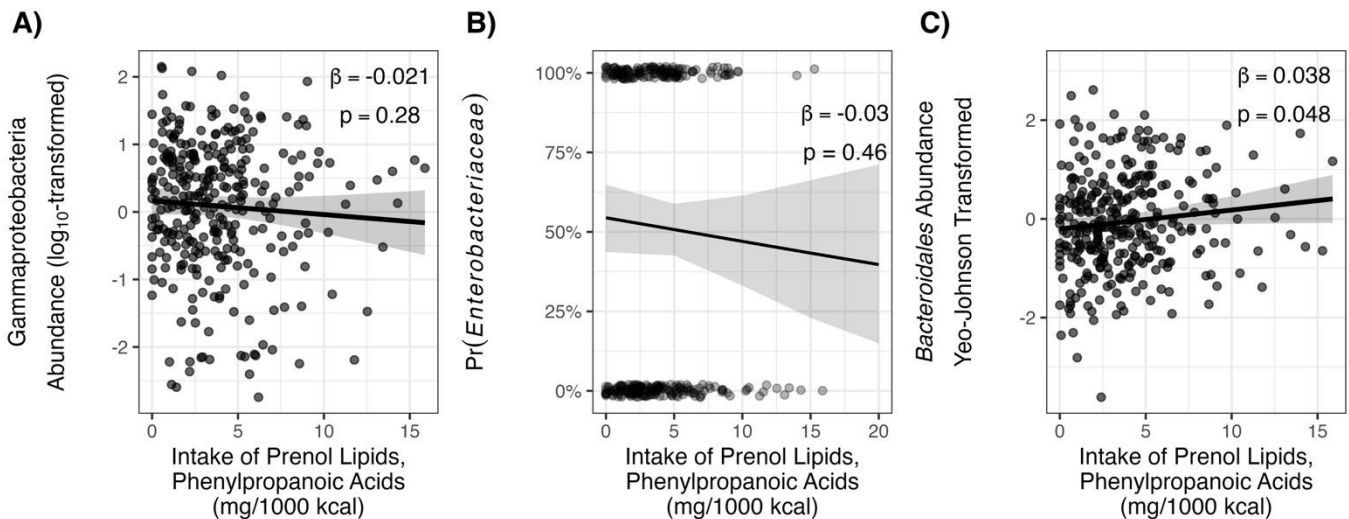 A)
Gammaproteobacteria
Abundance (log₁₀-transformed)
2
1
0
-1
-2
β = -0.021
p = 0.28
0
5
10
15
Intake of Prenol Lipids,
Phenylpropanoic Acids
(mg/1000 kcal)
B)
Pr(Enterobacteriaceae)
100%
75%
50%
25%
0%
β = -0.03
p = 0.46
0
5
10
15
20
Intake of Prenol Lipids,
Phenylpropanoic Acids
(mg/1000 kcal)
C)
Bacteroidales Abundance
Yeo-Johnson Transformed
2
0
-2
β = 0.038
p = 0.048
0
5
10
15
Intake of Prenol Lipids,
Phenylpropanoic Acids
(mg/1000 kcal)